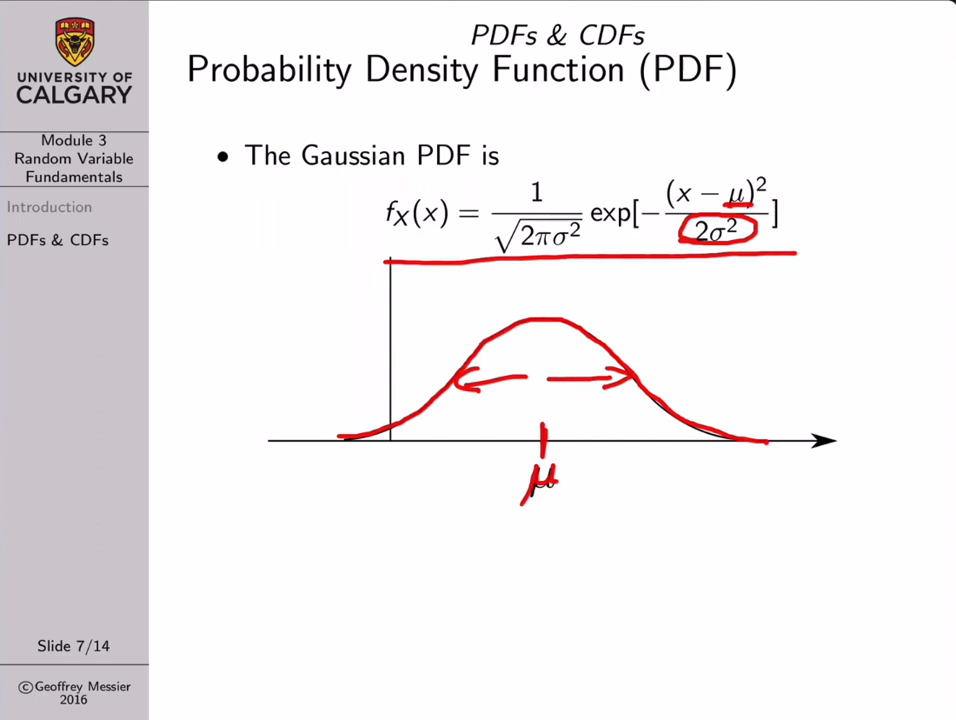 UNIVERSITY OF
CALGARY
Module 3
Random Variable
Fundamentals
Introduction
PDFs & CDFs
Slide 7/14
©Geoffrey Messier
2016
PDFs & CDFs
Probability Density Function (PDF)
• The Gaussian PDF is
f_X(x) = 1/√(2πσ²) exp[−(x − μ)²/2σ²]
μ